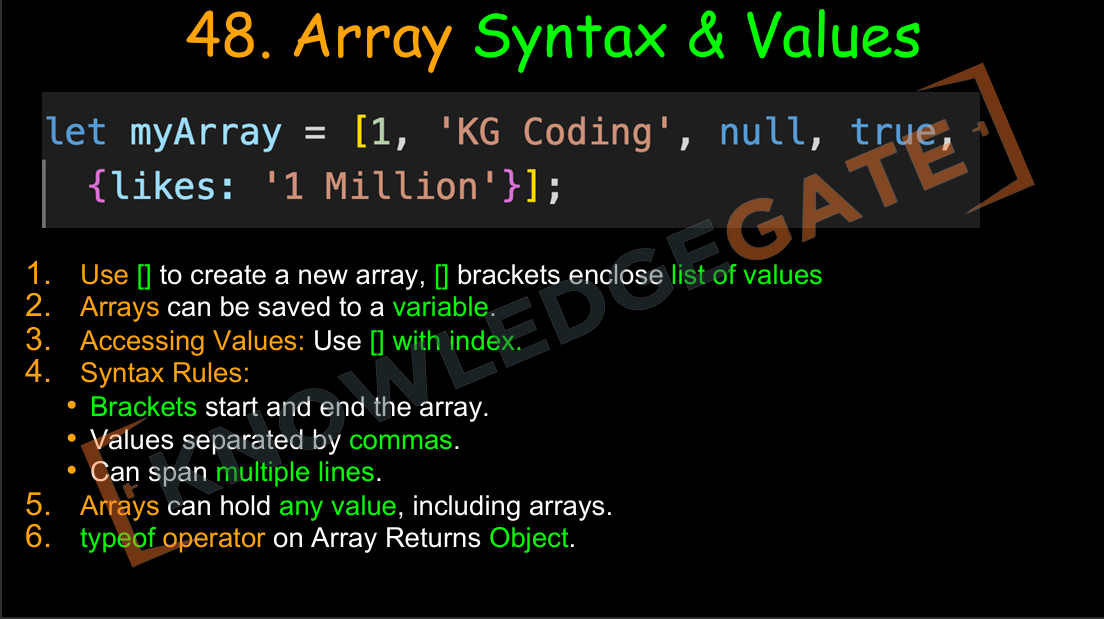 48. Array Syntax & Values
let myArray = [1, 'KG Coding', null, true,
{likes: '1 Million'}];
1. Use [] to create a new array, [] brackets enclose list of values
2. Arrays can be saved to a variable.
3. Accessing Values: Use [] with index.
4. Syntax Rules:
• Brackets start and end the array.
• Values separated by commas.
• Can span multiple lines.
5. Arrays can hold any value, including arrays.
6. typeof operator on Array Returns Object.
KNOWLEDGEGATE